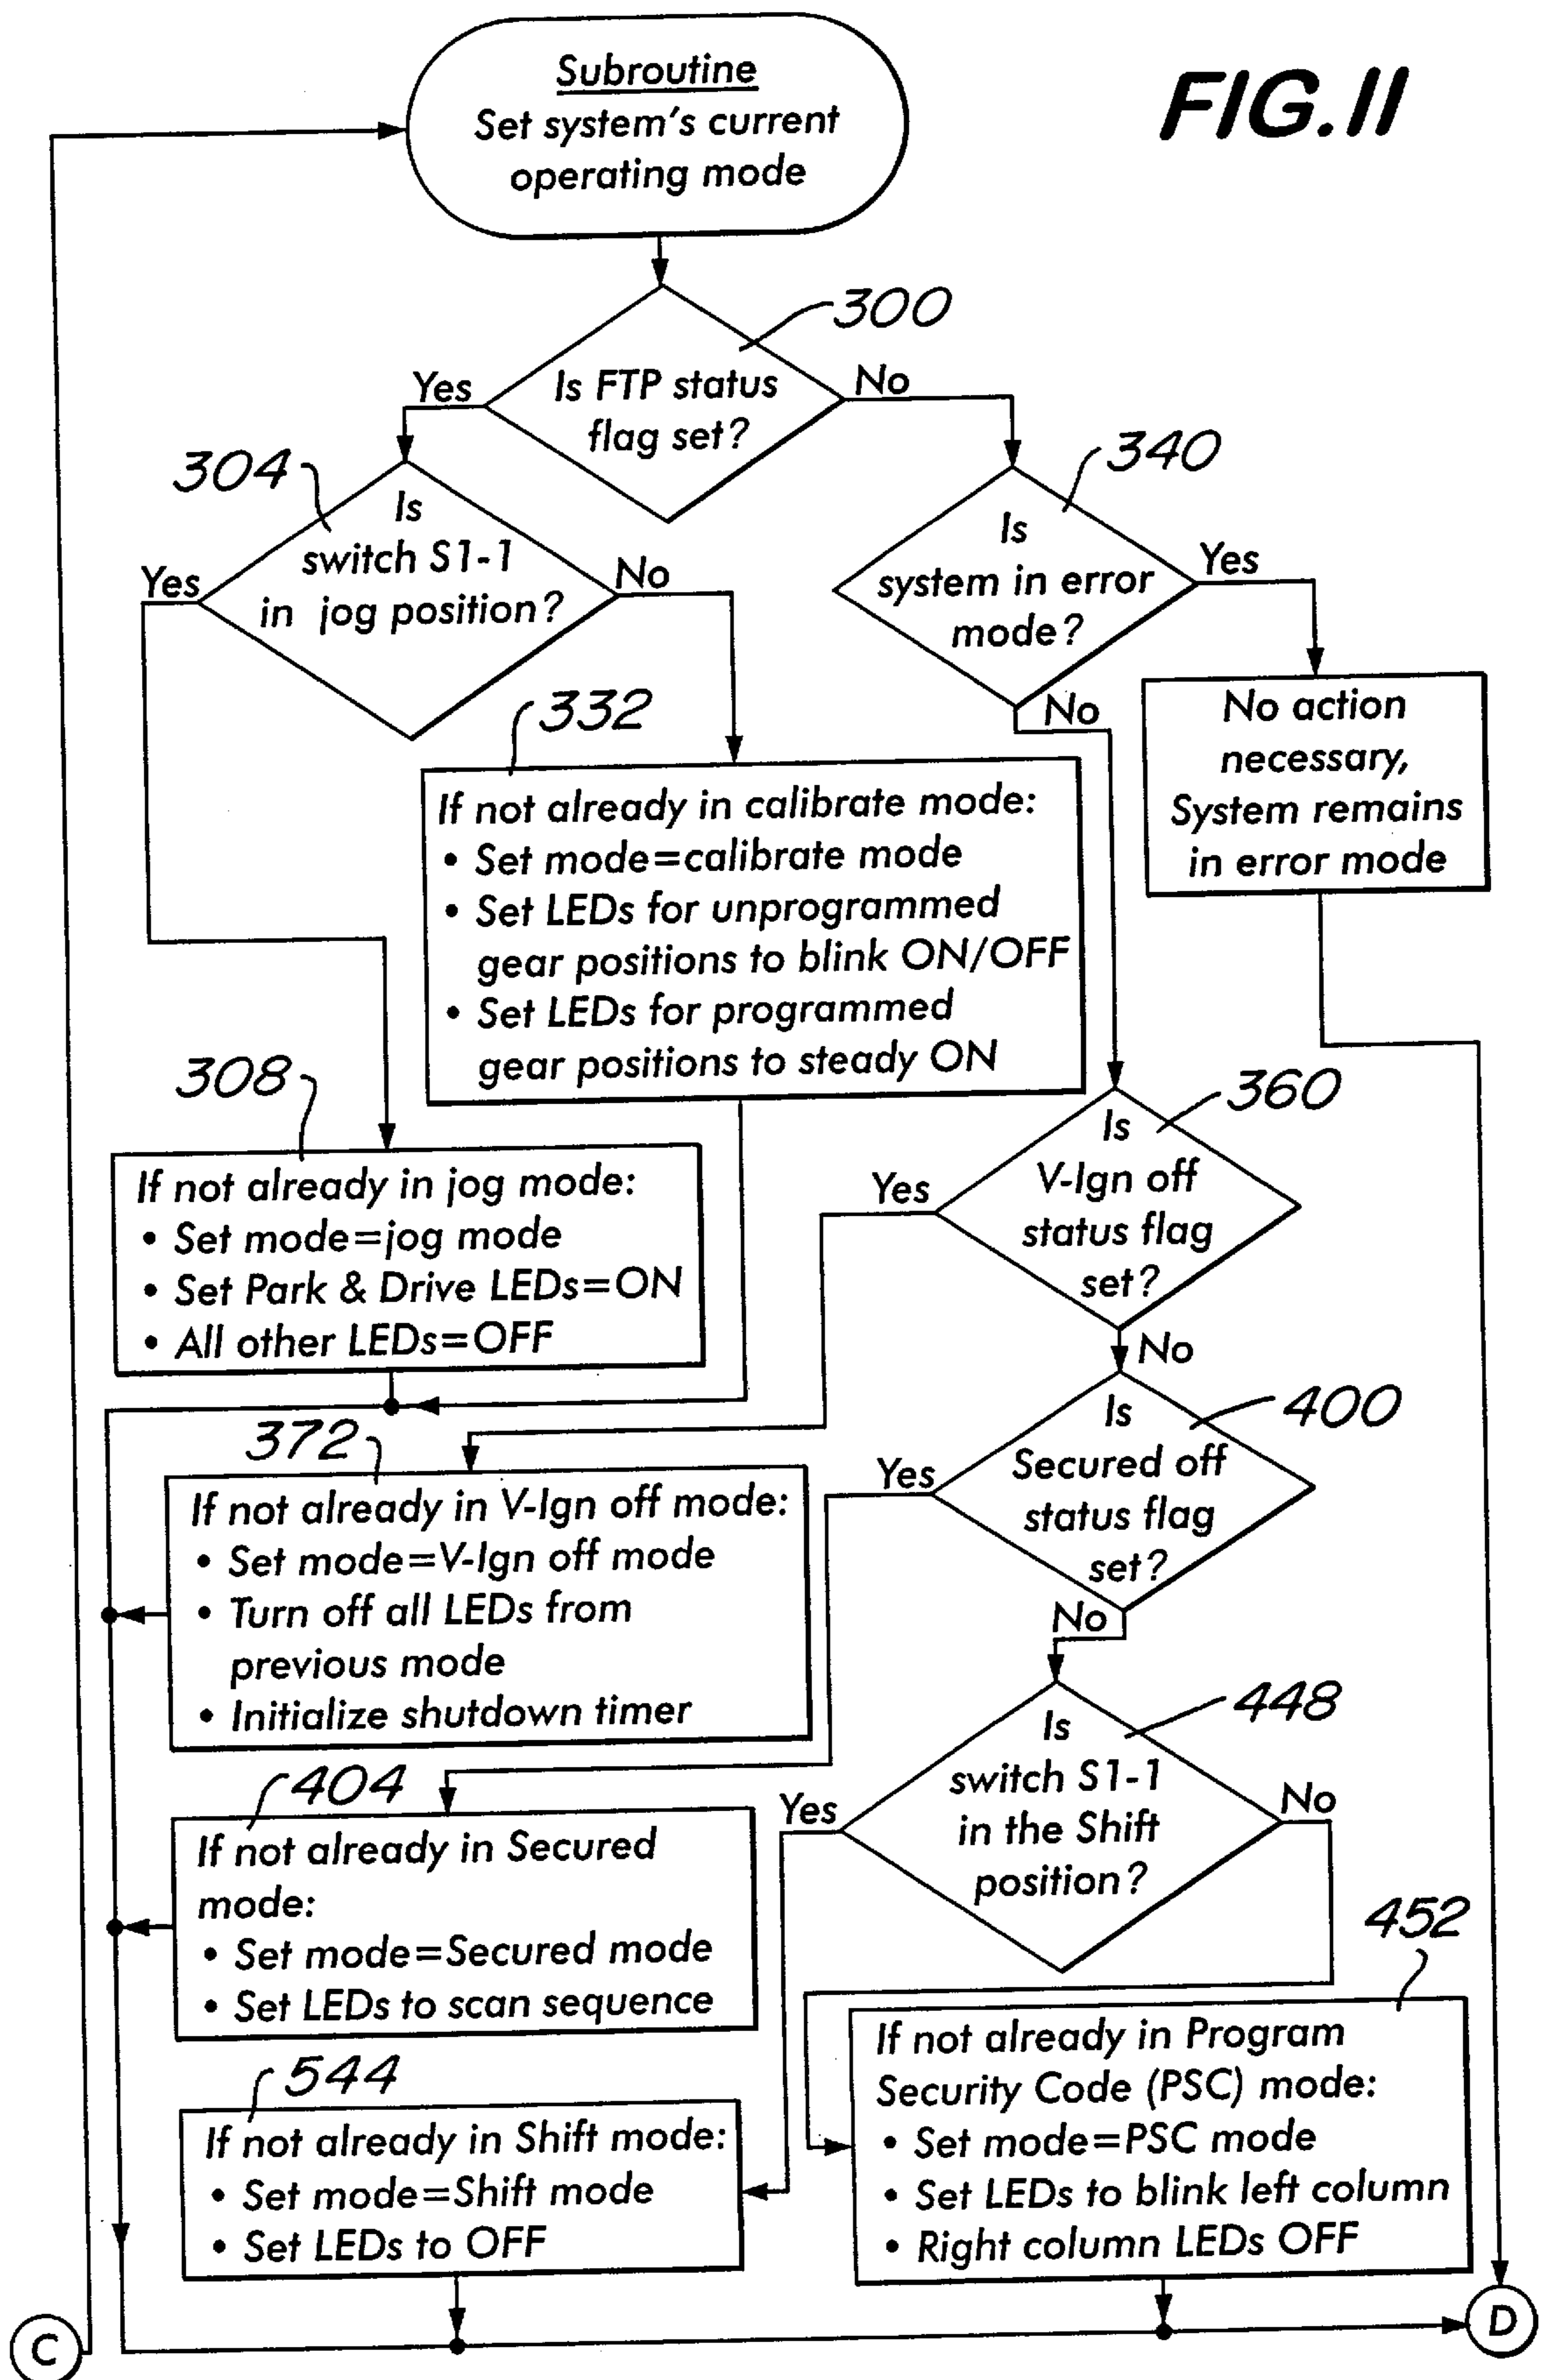 Subroutine
Set system's current
operating mode
FIG.11
300
Is FTP status
flag set?
Yes
No
304
Is
switch S1-1
in jog position?
Yes
No
340
Is
system in error
mode?
Yes
No
No action
necessary,
System remains
in error mode
332
If not already in calibrate mode:
• Set mode=calibrate mode
• Set LEDs for unprogrammed
gear positions to blink ON/OFF
• Set LEDs for programmed
gear positions to steady ON
308
If not already in jog mode:
• Set mode=jog mode
• Set Park & Drive LEDs=ON
• All other LEDs=OFF
360
Is
V-Ign off
status flag
set?
Yes
No
372
If not already in V-Ign off mode:
• Set mode=V-Ign off mode
• Turn off all LEDs from
previous mode
• Initialize shutdown timer
400
Is
Secured off
status flag
set?
Yes
No
404
If not already in Secured
mode:
• Set mode=Secured mode
• Set LEDs to scan sequence
448
Is
switch S1-1
in the Shift
position?
Yes
No
452
If not already in Program
Security Code (PSC) mode:
• Set mode=PSC mode
• Set LEDs to blink left column
• Right column LEDs OFF
544
If not already in Shift mode:
• Set mode=Shift mode
• Set LEDs to OFF
C
D